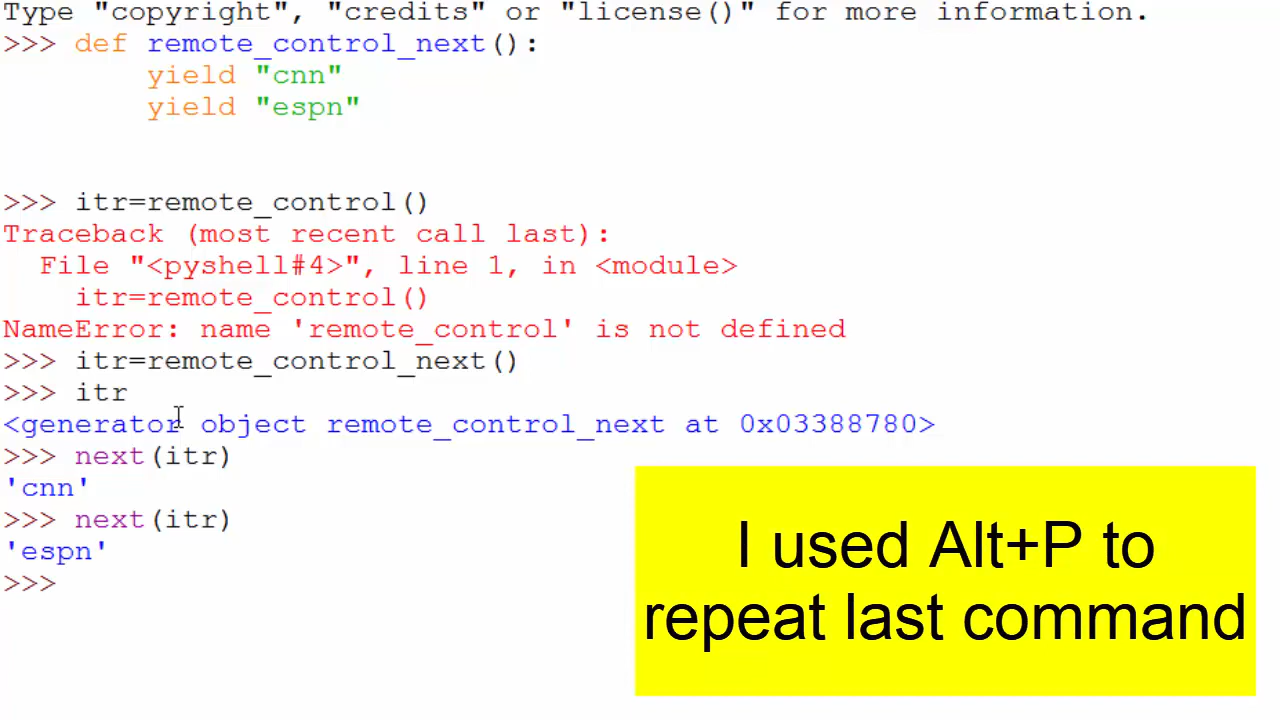 Type "copyright", "credits" or "license()" for more information.
>>> def remote_control_next():
        yield "cnn"
        yield "espn"
>>> itr=remote_control()
Traceback (most recent call last):
  File "<pyshell#4>", line 1, in <module>
    itr=remote_control()
NameError: name 'remote_control' is not defined
>>> itr=remote_control_next()
>>> itr
<generator object remote_control_next at 0x03388780>
>>> next(itr)
'cnn'
>>> next(itr)
'espn'
>>>
I used Alt+P to
repeat last command